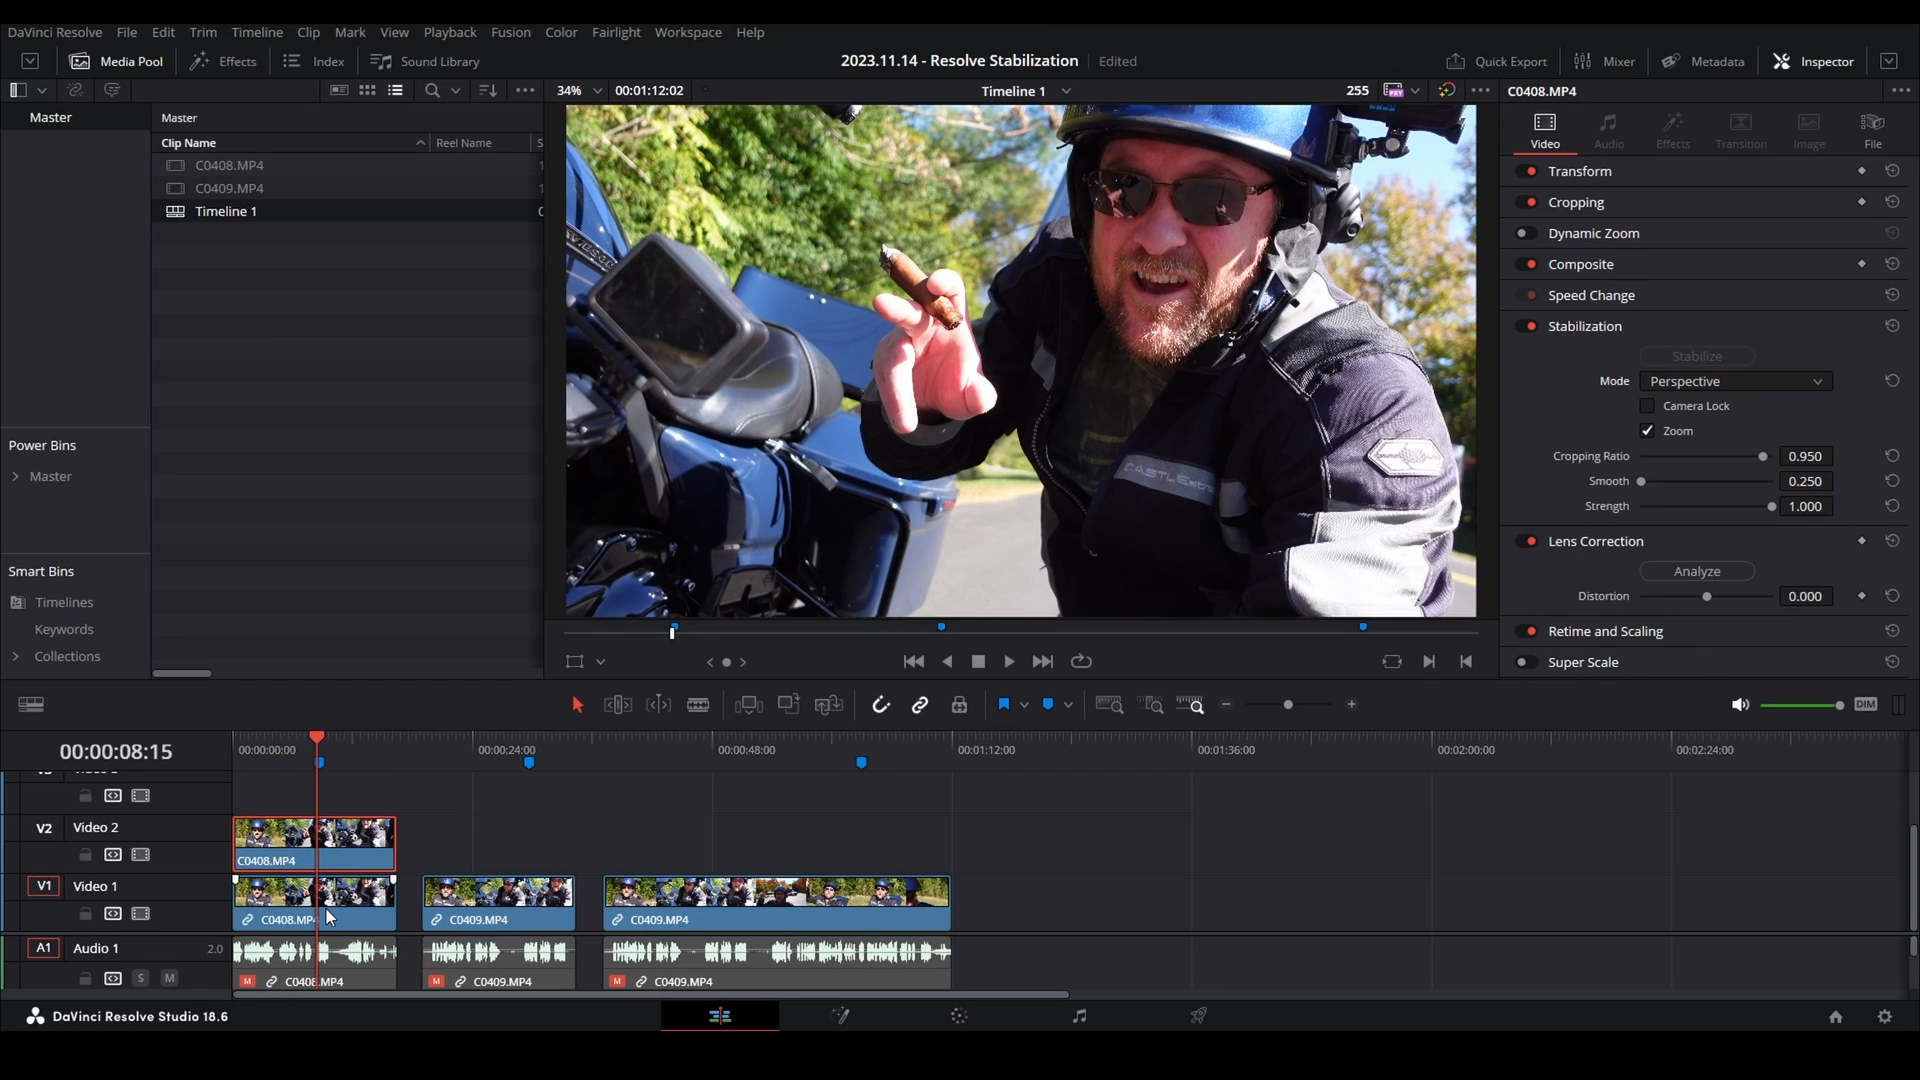 DaVinci Resolve File Edit Trim Timeline Clip Mark View Playback Fusion Color Fairlight Workspace Help
Media Pool Effects Index Sound Library 2023.11.14 - Resolve Stabilization Edited Quick Export Mixer Metadata Inspector
34% 00:01:12:02 Timeline 1 255 C0408.MP4
Master Master
Clip Name Reel Name S
C0408.MP4 1
C0409.MP4 1
Timeline 1
Video Audio Effects Transition Image File
Transform
Cropping
Dynamic Zoom
Composite
Speed Change
Stabilization
Stabilize
Mode Perspective
Camera Lock
Zoom
Cropping Ratio 0.950
Smooth 0.250
Strength 1.000
Lens Correction
Analyze
Distortion 0.000
Retime and Scaling
Super Scale
Power Bins
Master
Smart Bins
Timelines
Keywords
Collections
DIM
00:00:08:15 00:00:00:00 00:00:24:00 00:00:48:00 00:01:12:00 00:01:36:00 00:02:00:00 00:02:24:00
V2 Video 2
C0408.MP4
V1 Video 1
C0408.MP4 C0409.MP4 C0409.MP4
A1 Audio 1 2.0
S M M C0408.MP4 M C0409.MP4 M C0409.MP4
DaVinci Resolve Studio 18.6